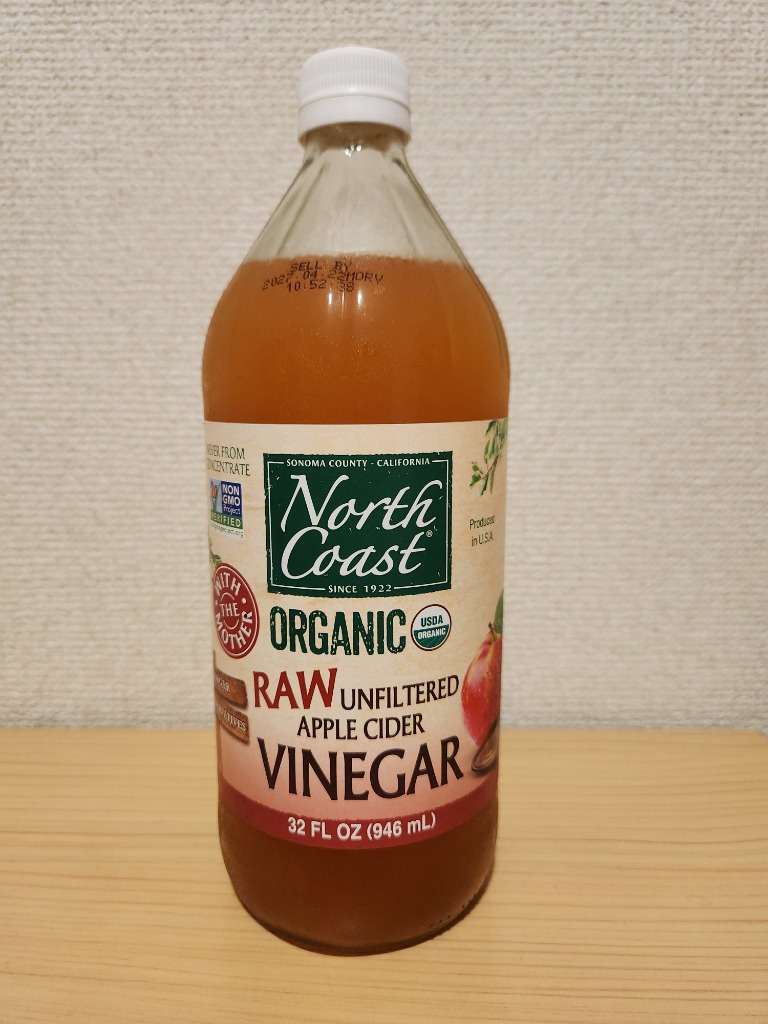 SELL BY
10:52
NEVER FROM
CONCENTRATE
NON
GMO
Project
VERIFIED
SONOMA COUNTY - CALIFORNIA
North
Coast®
SINCE 1922
Produced
in U.S.A.
WITH
THE
MOTHER
ORGANIC
USDA
ORGANIC
RAW UNFILTERED
APPLE CIDER
VINEGAR
32 FL OZ (946 mL)